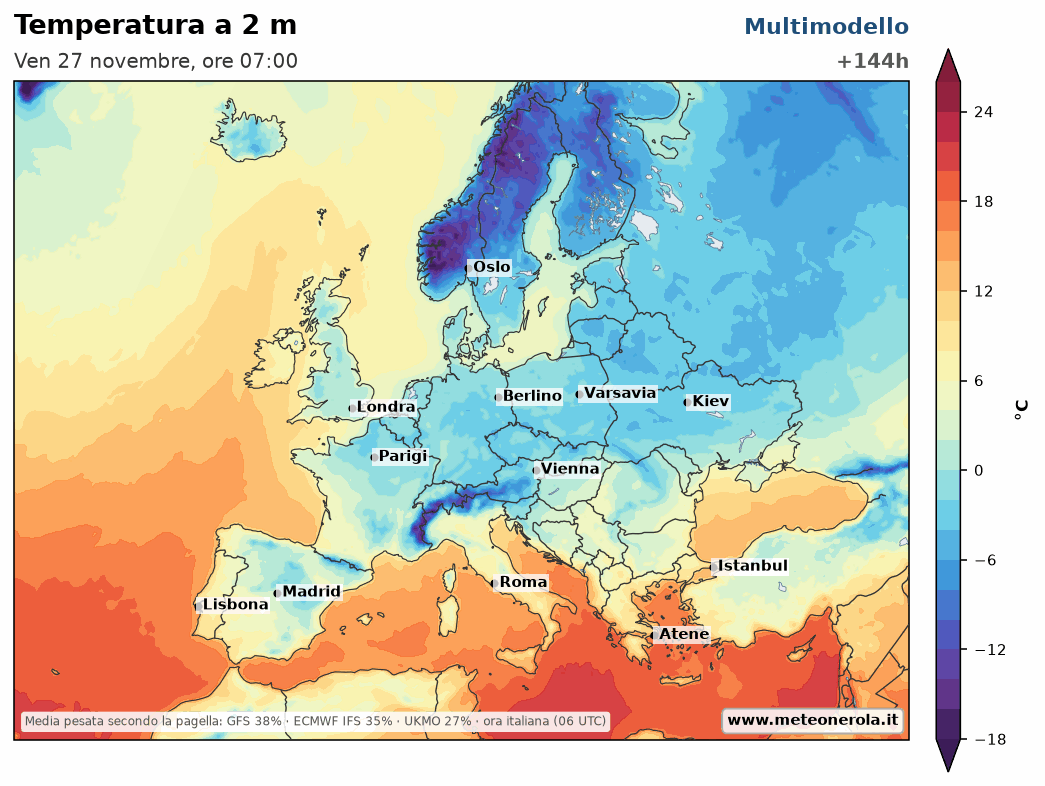 Temperatura a 2 m
Multimodello
Ven 27 novembre, ore 07:00
+144h
24
18
12
6
0
−6
−12
−18
°C
Oslo
Berlino
Varsavia
Kiev
Londra
Parigi
Vienna
Istanbul
Roma
Madrid
Lisbona
Atene
Media pesata secondo la pagella: GFS 38% · ECMWF IFS 35% · UKMO 27% · ora italiana (06 UTC)
www.meteonerola.it